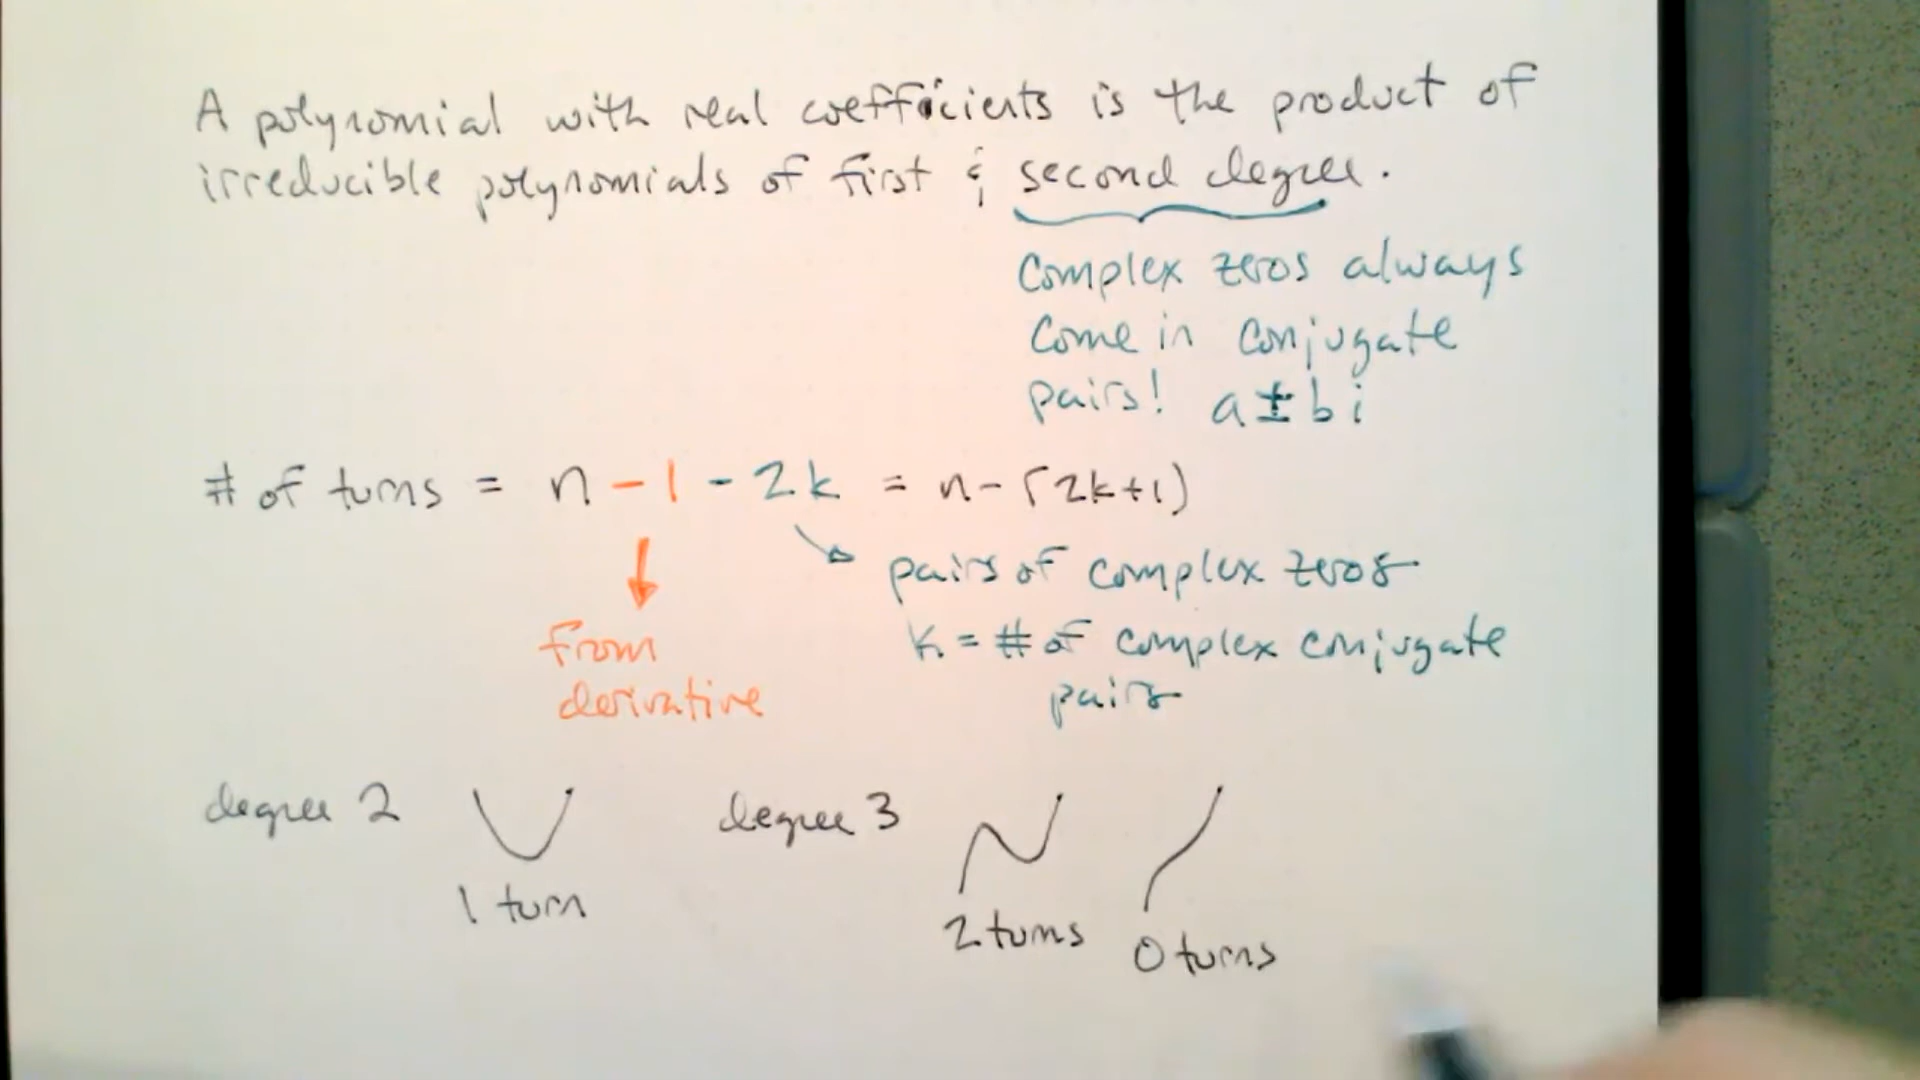 A polynomial with real coefficients is the product of
irreducible polynomials of first & second degree.
Complex zeros always
come in conjugate
pairs! a ± bi
# of turns = n - 1 - 2k = n - (2k+1)
pairs of complex zeros
k = # of complex conjugate
pairs
from
derivative
degree 2
1 turn
degree 3
2 turns
0 turns